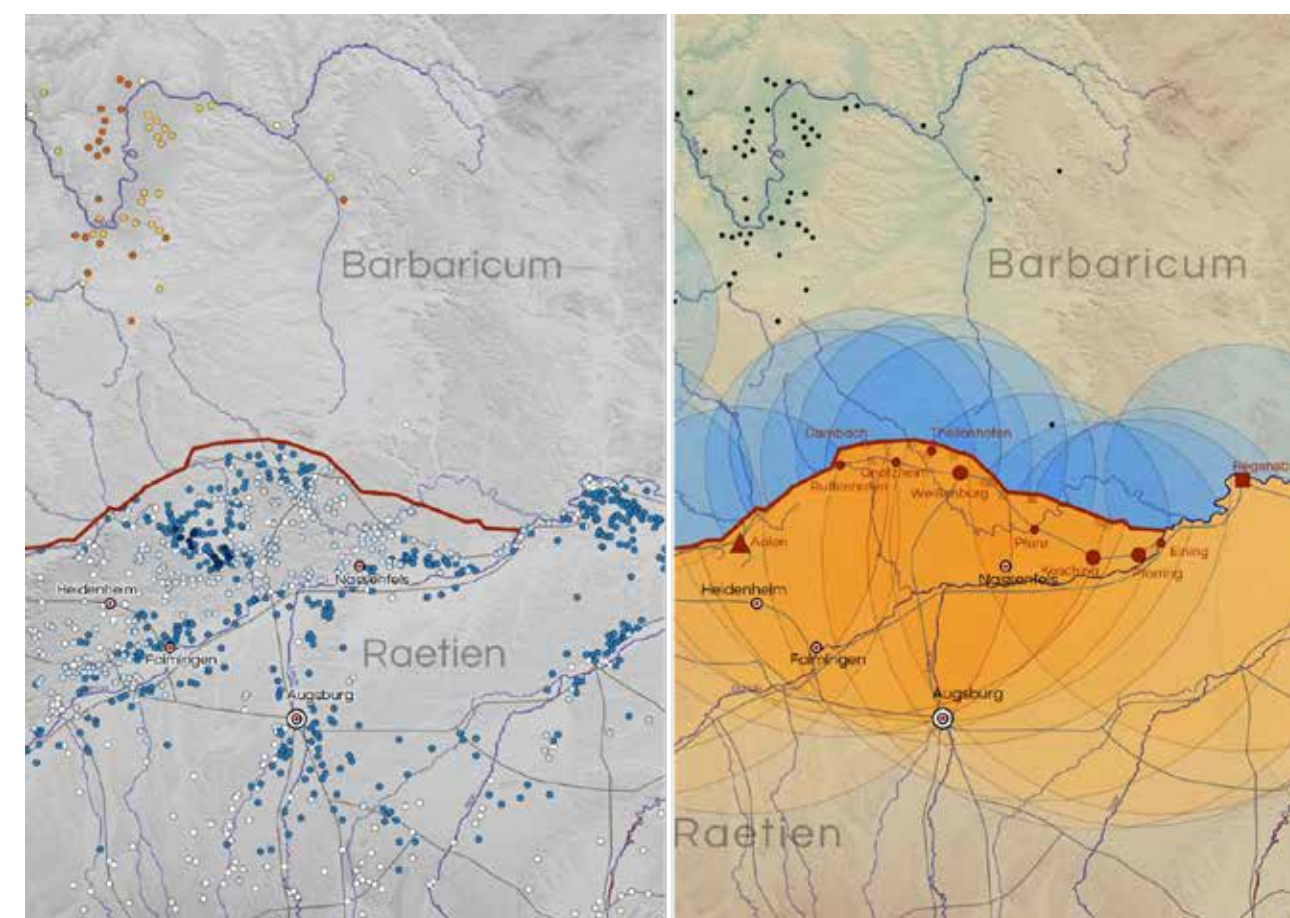 Barbaricum
Heidenheim
Nassenfels
Faimingen
Raetien
Augsburg
Barbaricum
Dambach
Theilenhofen
Gnotzheim
Ruffenhofen
Weißenburg
Aalen
Pfünz
Kösching
Eining
Pförring
Nassenfels
Heidenheim
Faimingen
Augsburg
Raetien